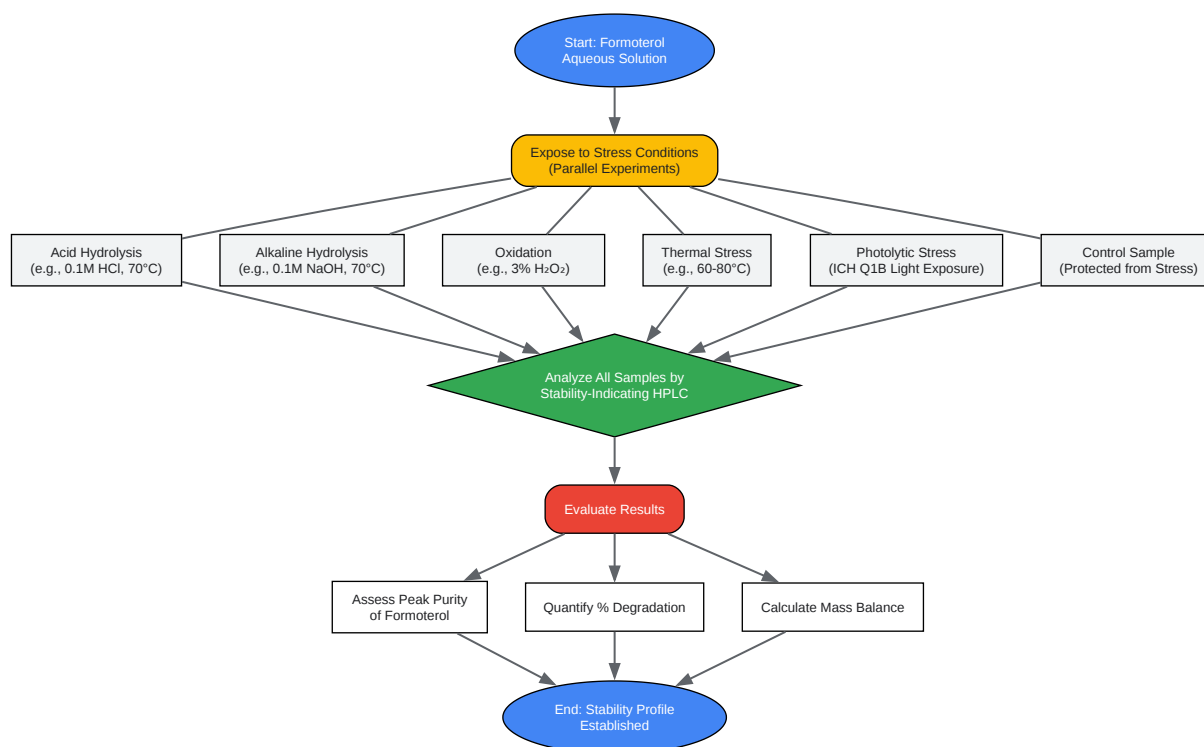 Start: Formoterol
Aqueous Solution
Expose to Stress Conditions
(Parallel Experiments)
Acid Hydrolysis
(e.g., 0.1M HCl, 70°C)
Alkaline Hydrolysis
(e.g., 0.1M NaOH, 70°C)
Oxidation
(e.g., 3% H₂O₂)
Thermal Stress
(e.g., 60-80°C)
Photolytic Stress
(ICH Q1B Light Exposure)
Control Sample
(Protected from Stress)
Analyze All Samples by
Stability-Indicating HPLC
Evaluate Results
Assess Peak Purity
of Formoterol
Quantify % Degradation
Calculate Mass Balance
End: Stability Profile
Established